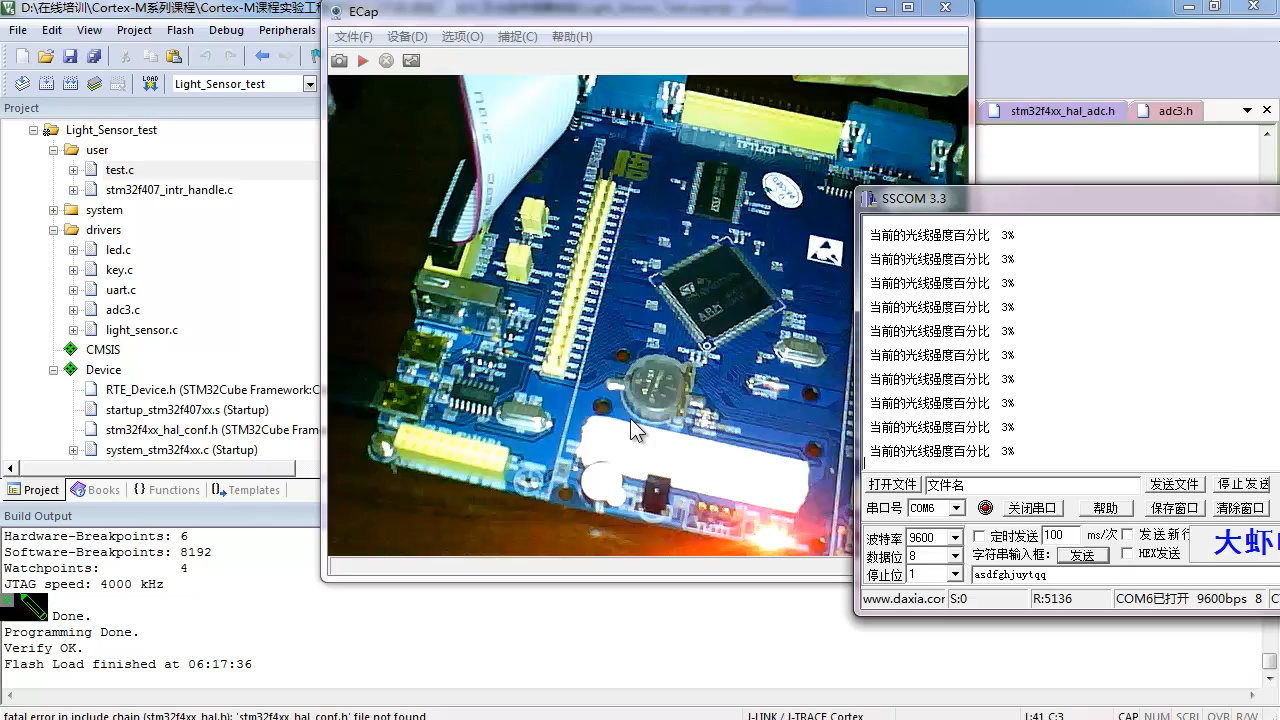 D:\在线培训\Cortex-M系列课程\Cortex-M课程实验工程
File Edit View Project Flash Debug Peripherals
LOAD
Light_Sensor_test
Project
Light_Sensor_test
user
test.c
stm32f407_intr_handle.c
system
drivers
led.c
key.c
uart.c
adc3.c
light_sensor.c
CMSIS
Device
RTE_Device.h (STM32Cube Framework:C
startup_stm32f407xx.s (Startup)
stm32f4xx_hal_conf.h (STM32Cube Fram
system_stm32f4xx.c (Startup)
Project Books Functions Templates
ECap
文件(F) 设备(D) 选项(O) 捕捉(C) 帮助(H)
ARM
stm32f4xx_hal_adc.h adc3.h
SSCOM 3.3
当前的光线强度百分比 3%
当前的光线强度百分比 3%
当前的光线强度百分比 3%
当前的光线强度百分比 3%
当前的光线强度百分比 3%
当前的光线强度百分比 3%
当前的光线强度百分比 3%
当前的光线强度百分比 3%
当前的光线强度百分比 3%
当前的光线强度百分比 3%
打开文件 文件名 发送文件 停止发送
串口号 COM6 关闭串口 帮助 保存窗口 清除窗口
波特率 9600 定时发送 100 ms/次 发送新行
数据位 8 字符串输入框: 发送 HEX发送
大虾
停止位 1 asdfghjuytqq
www.daxia.cor S:0 R:5136 COM6已打开 9600bps 8
Build Output
Hardware-Breakpoints: 6
Software-Breakpoints: 8192
Watchpoints: 4
JTAG speed: 4000 kHz
Done.
Programming Done.
Verify OK.
Flash Load finished at 06:17:36
fatal error in include chain (stm32f4xx_hal.h): 'stm32f4xx_hal_conf.h' file not found
J-LINK / J-TRACE Cortex
L:41 C:3
CAP NUM SCRL OVR R/W